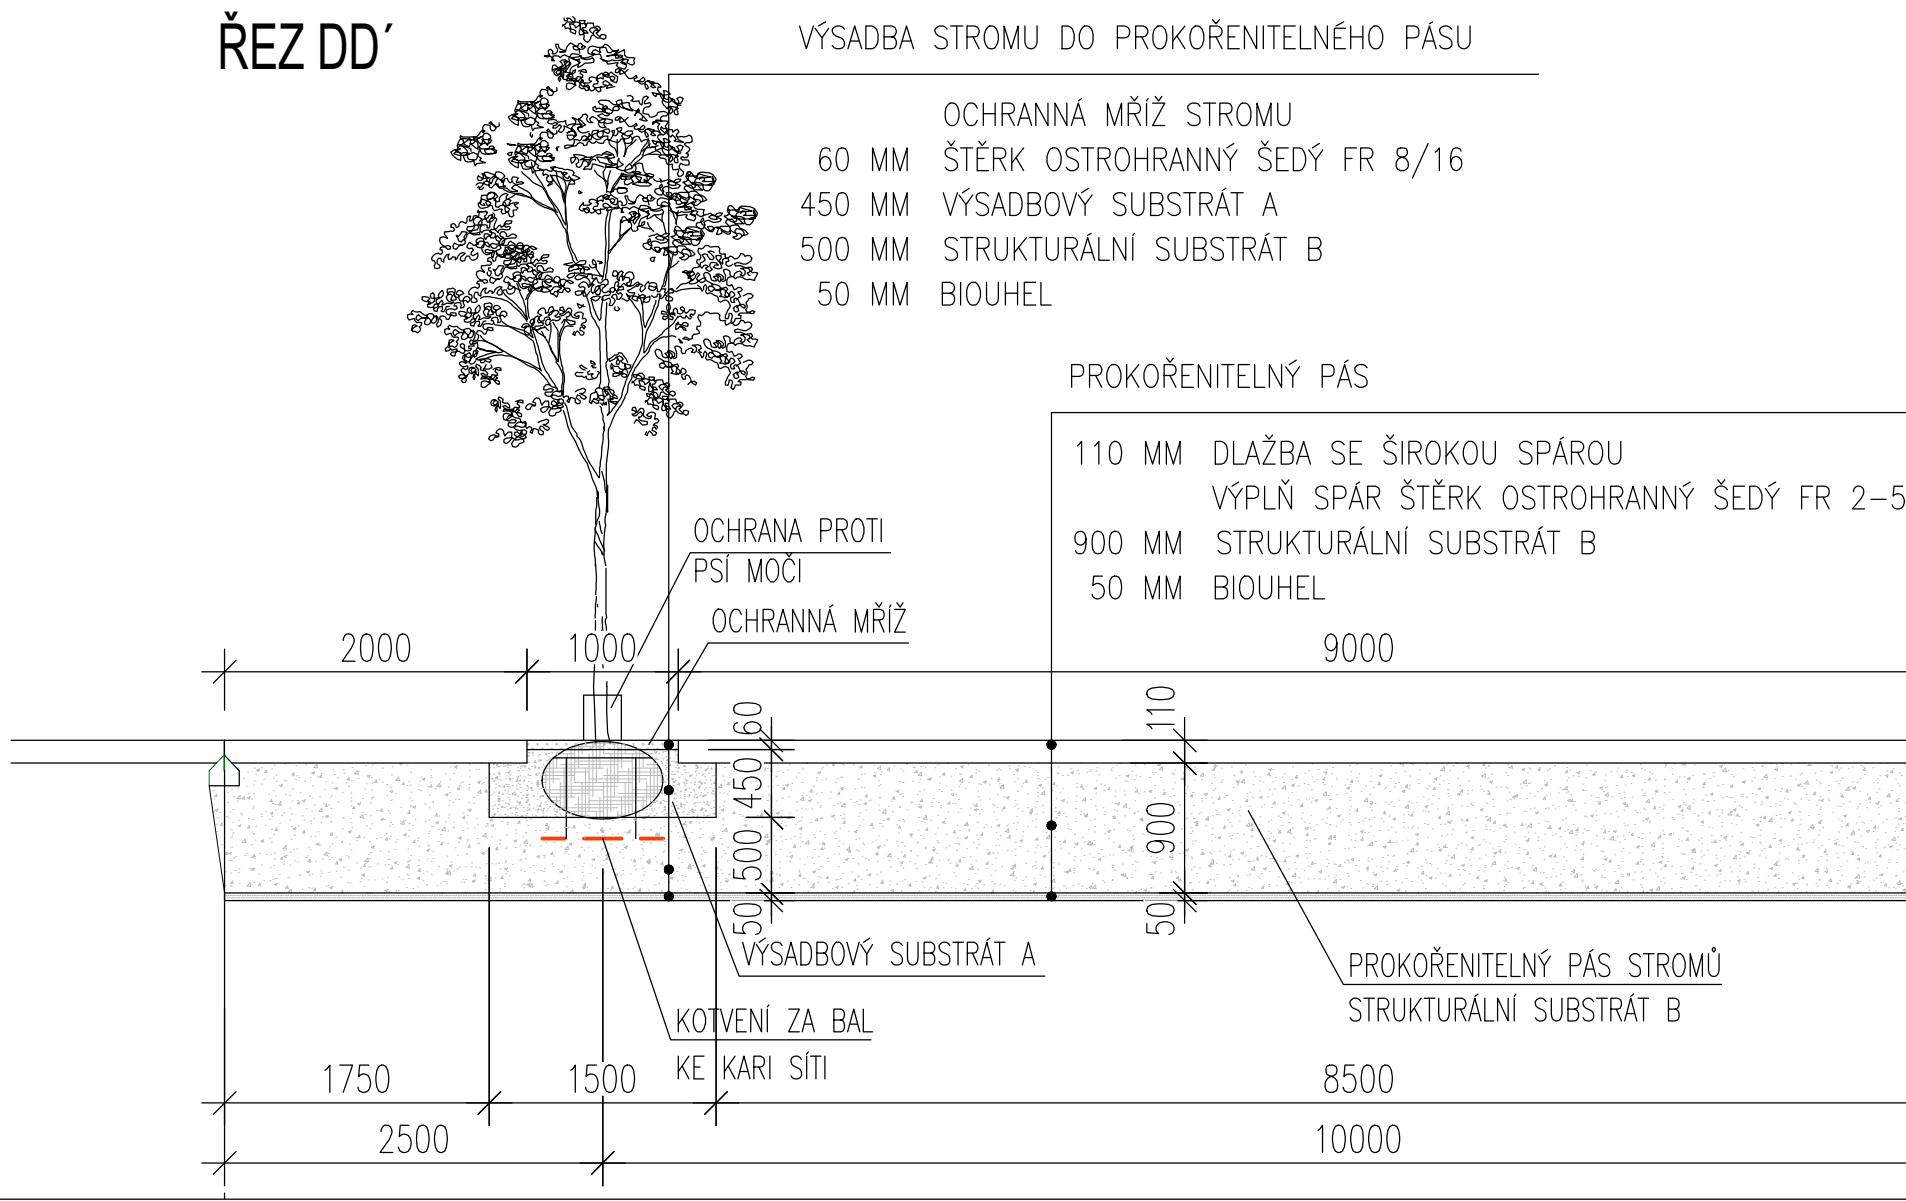 ŘEZ DD´
VÝSADBA STROMU DO PROKOŘENITELNÉHO PÁSU
OCHRANNÁ MŘÍŽ STROMU
60 MM ŠTĚRK OSTROHRANNÝ ŠEDÝ FR 8/16
450 MM VÝSADBOVÝ SUBSTRÁT A
500 MM STRUKTURÁLNÍ SUBSTRÁT B
50 MM BIOUHEL
PROKOŘENITELNÝ PÁS
110 MM DLAŽBA SE ŠIROKOU SPÁROU
VÝPLŇ SPÁR ŠTĚRK OSTROHRANNÝ ŠEDÝ FR 2-5
900 MM STRUKTURÁLNÍ SUBSTRÁT B
50 MM BIOUHEL
OCHRANA PROTI
PSÍ MOČI
OCHRANNÁ MŘÍŽ
2000 1000 9000
60
450
500
50
110
900
50
VÝSADBOVÝ SUBSTRÁT A
PROKOŘENITELNÝ PÁS STROMŮ
STRUKTURÁLNÍ SUBSTRÁT B
KOTVENÍ ZA BAL
KE KARI SÍTI
1750 1500 8500
2500 10000